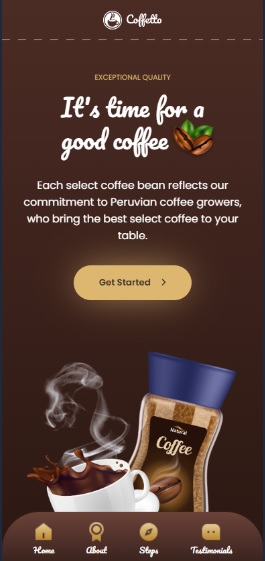 Coffetto
EXCEPTIONAL QUALITY
It's time for a
good coffee
Each select coffee bean reflects our
commitment to Peruvian coffee growers,
who bring the best select coffee to your
table.
Get Started
Natural
Coffee
Home About Steps Testimonials